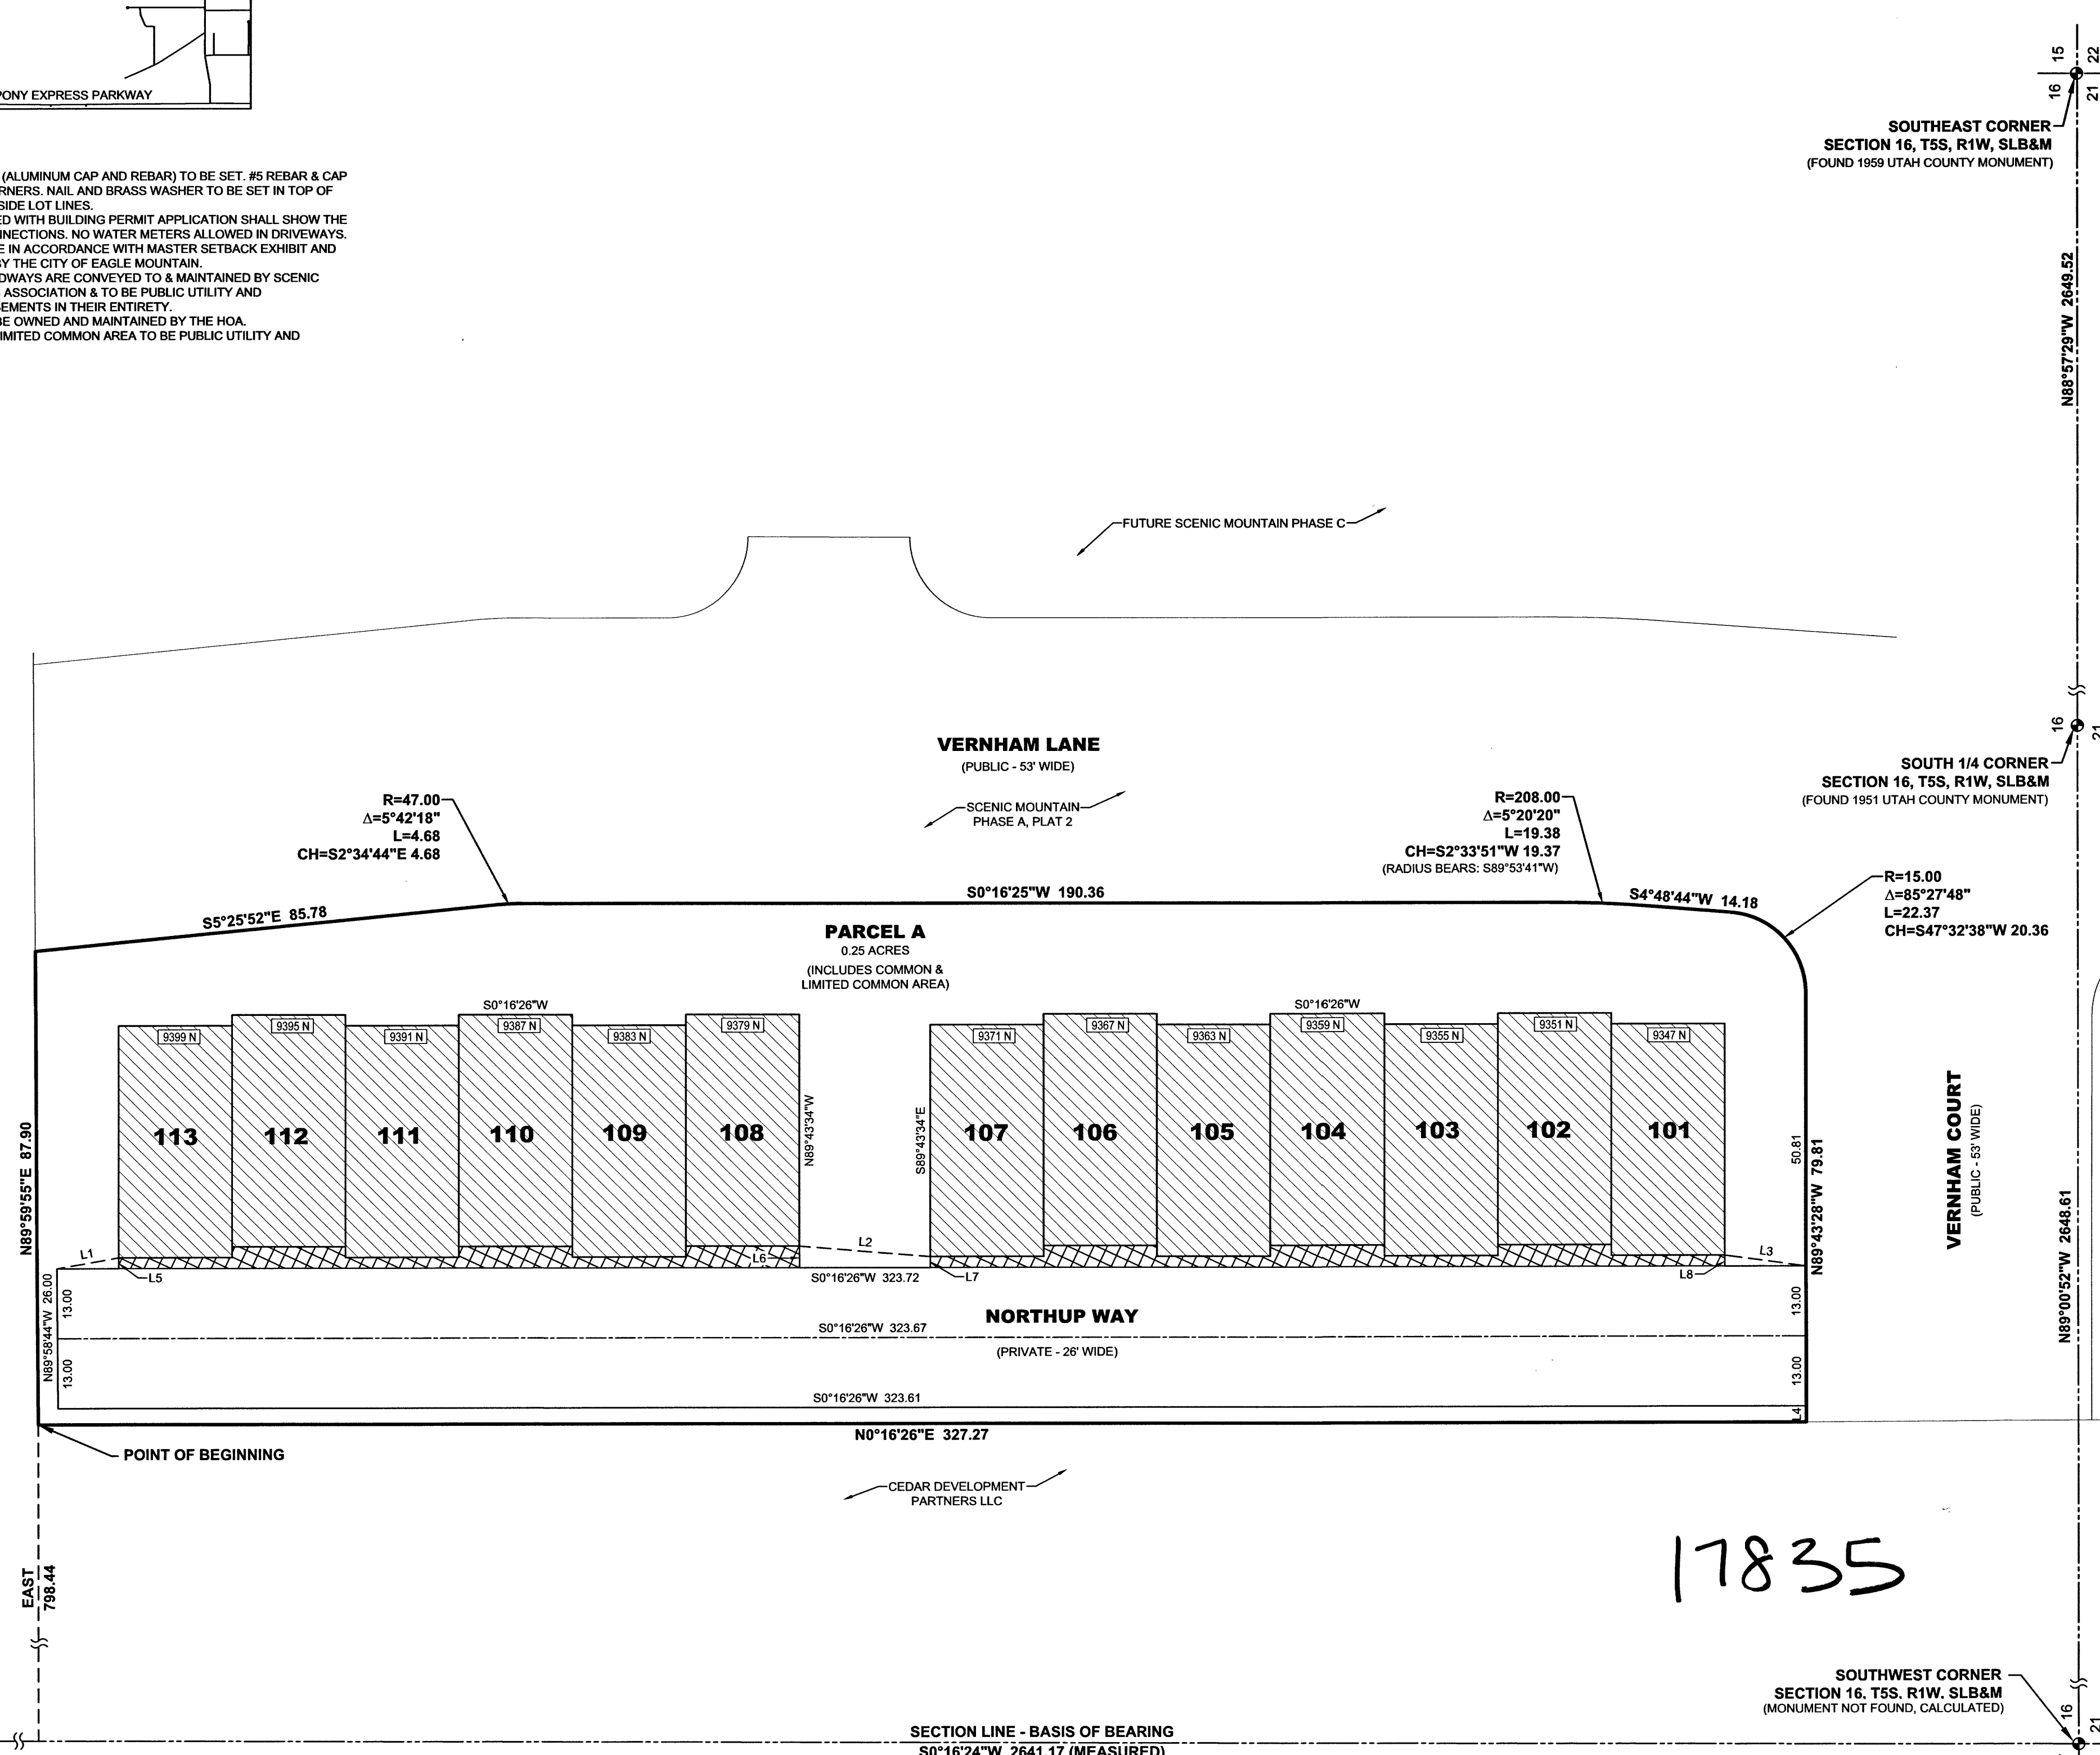 PONY EXPRESS PARKWAY
(ALUMINUM CAP AND REBAR) TO BE SET. #5 REBAR & CAP
RNERS. NAIL AND BRASS WASHER TO BE SET IN TOP OF
SIDE LOT LINES.
ED WITH BUILDING PERMIT APPLICATION SHALL SHOW THE
NNECTIONS. NO WATER METERS ALLOWED IN DRIVEWAYS.
E IN ACCORDANCE WITH MASTER SETBACK EXHIBIT AND
BY THE CITY OF EAGLE MOUNTAIN.
DWAYS ARE CONVEYED TO & MAINTAINED BY SCENIC
ASSOCIATION & TO BE PUBLIC UTILITY AND
SEMENTS IN THEIR ENTIRETY.
BE OWNED AND MAINTAINED BY THE HOA.
IMITED COMMON AREA TO BE PUBLIC UTILITY AND
15
22
16
21
SOUTHEAST CORNER
SECTION 16, T5S, R1W, SLB&M
(FOUND 1959 UTAH COUNTY MONUMENT)
N88°57'29"W 2649.52
FUTURE SCENIC MOUNTAIN PHASE C
16
21
SOUTH 1/4 CORNER
SECTION 16, T5S, R1W, SLB&M
(FOUND 1951 UTAH COUNTY MONUMENT)
VERNHAM LANE
(PUBLIC - 53' WIDE)
SCENIC MOUNTAIN
PHASE A, PLAT 2
R=47.00
Δ=5°42'18"
L=4.68
CH=S2°34'44"E 4.68
R=208.00
Δ=5°20'20"
L=19.38
CH=S2°33'51"W 19.37
(RADIUS BEARS: S89°53'41"W)
R=15.00
Δ=85°27'48"
L=22.37
CH=S47°32'38"W 20.36
S5°25'52"E 85.78
S0°16'25"W 190.36
S4°48'44"W 14.18
PARCEL A
0.25 ACRES
(INCLUDES COMMON &
LIMITED COMMON AREA)
S0°16'26"W
S0°16'26"W
9399 N
9395 N
9391 N
9387 N
9383 N
9379 N
9371 N
9367 N
9363 N
9359 N
9355 N
9351 N
9347 N
113
112
111
110
109
108
107
106
105
104
103
102
101
N89°43'34"W
S89°43'34"E
N89°59'55"E 87.90
50.81
N89°43'28"W 79.81
VERNHAM COURT
(PUBLIC - 53' WIDE)
N89°00'52"W 2648.61
L1
L2
L3
L5
L6
L7
L8
S0°16'26"W 323.72
N89°58'44"W 26.00
13.00
13.00
NORTHUP WAY
S0°16'26"W 323.67
(PRIVATE - 26' WIDE)
13.00
13.00
S0°16'26"W 323.61
L4
N0°16'26"E 327.27
POINT OF BEGINNING
CEDAR DEVELOPMENT
PARTNERS LLC
EAST
798.44
17835
SOUTHWEST CORNER
SECTION 16, T5S, R1W, SLB&M
(MONUMENT NOT FOUND, CALCULATED)
16
21
SECTION LINE - BASIS OF BEARING
S0°16'24"W 2641.17 (MEASURED)